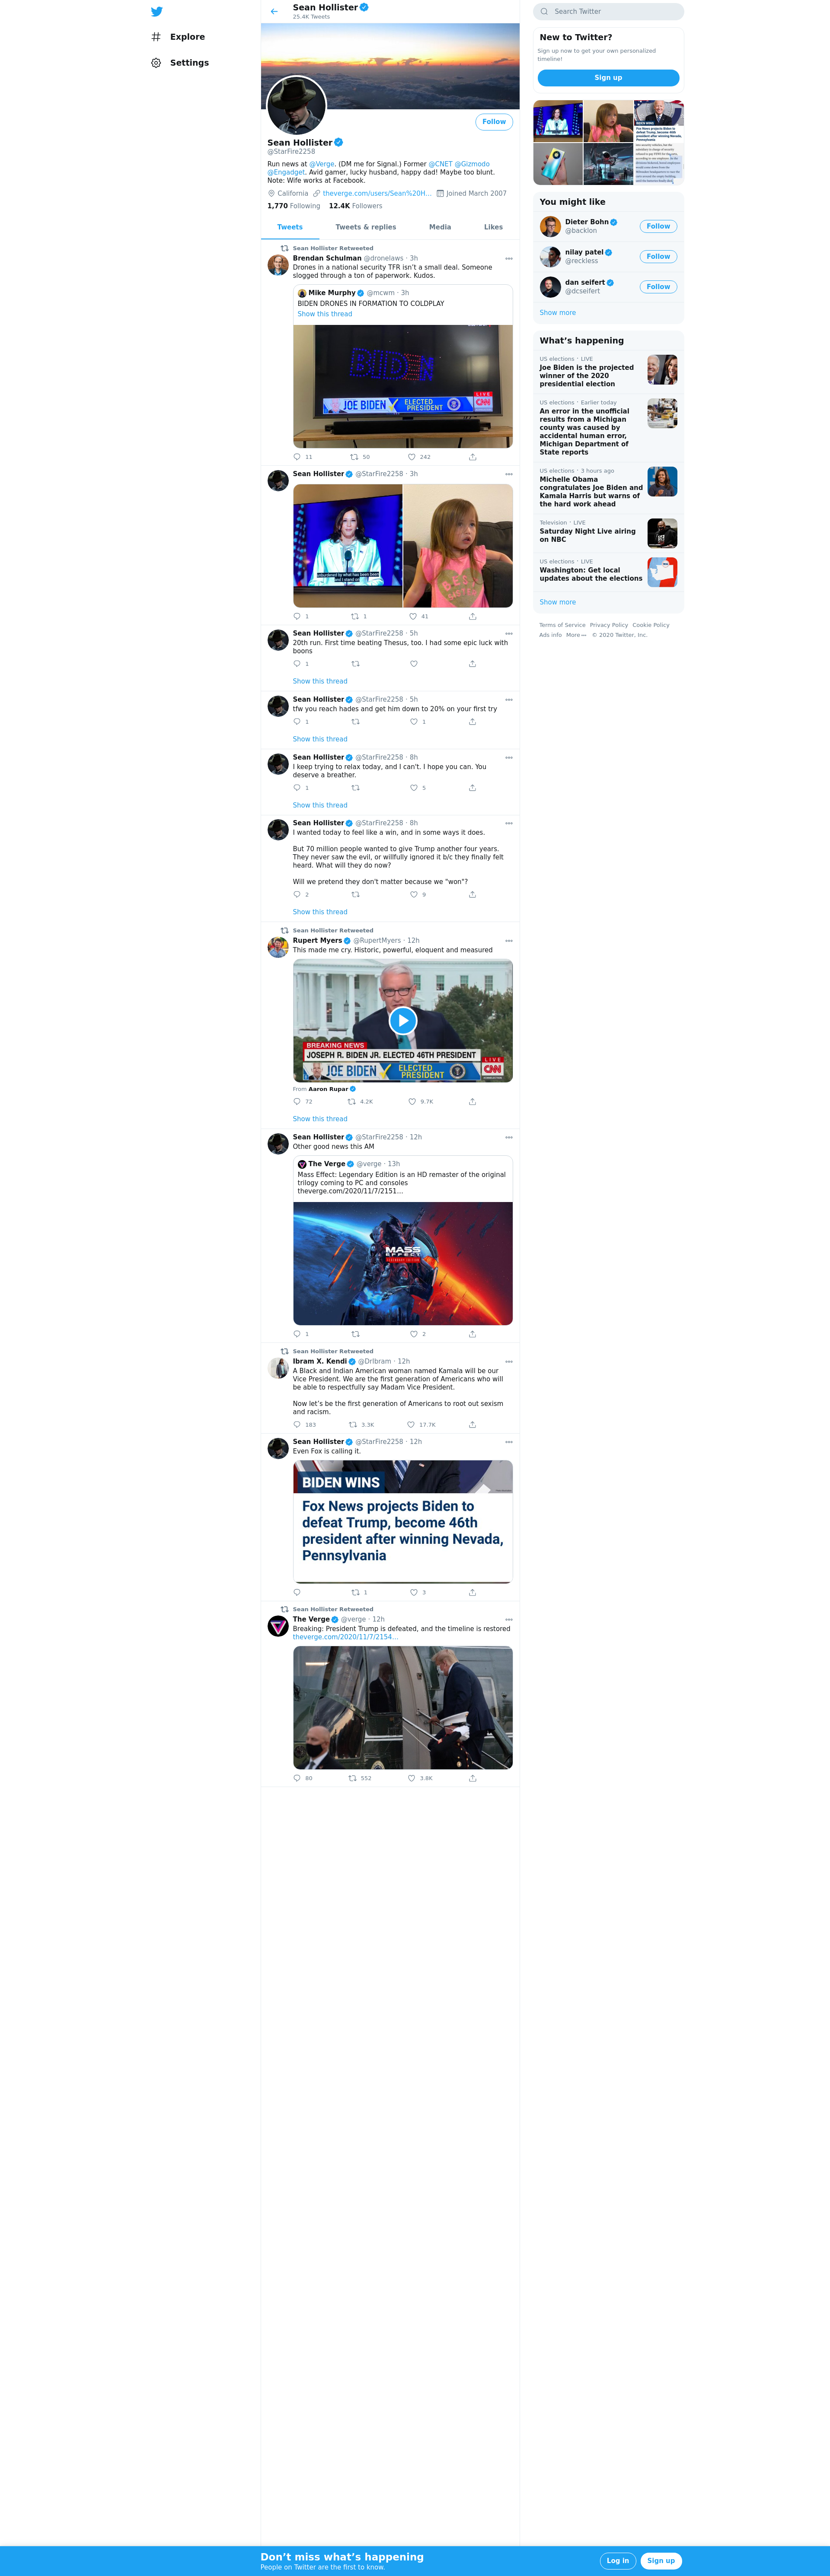 Explore
Settings
Sean Hollister
25.4K Tweets
Follow
Sean Hollister
@StarFire2258
Run news at @Verge. (DM me for Signal.) Former @CNET @Gizmodo
@Engadget. Avid gamer, lucky husband, happy dad! Maybe too blunt.
Note: Wife works at Facebook.
California theverge.com/users/Sean%20H… Joined March 2007
1,770 Following 12.4K Followers
Tweets Tweets & replies Media Likes
Sean Hollister Retweeted
Brendan Schulman @dronelaws · 3h
Drones in a national security TFR isn’t a small deal. Someone
slogged through a ton of paperwork. Kudos.
Mike Murphy @mcwm · 3h
BIDEN DRONES IN FORMATION TO COLDPLAY
Show this thread
BIDEN
LIVE
JOE BIDEN ELECTED PRESIDENT CNN
11 50 242
Sean Hollister @StarFire2258 · 3h
1 1 41
Sean Hollister @StarFire2258 · 5h
20th run. First time beating Thesus, too. I had some epic luck with
boons
1
Show this thread
Sean Hollister @StarFire2258 · 5h
tfw you reach hades and get him down to 20% on your first try
1 1
Show this thread
Sean Hollister @StarFire2258 · 8h
I keep trying to relax today, and I can't. I hope you can. You
deserve a breather.
1 5
Show this thread
Sean Hollister @StarFire2258 · 8h
I wanted today to feel like a win, and in some ways it does.
But 70 million people wanted to give Trump another four years.
They never saw the evil, or willfully ignored it b/c they finally felt
heard. What will they do now?
Will we pretend they don't matter because we "won"?
2 9
Show this thread
Sean Hollister Retweeted
Rupert Myers @RupertMyers · 12h
This made me cry. Historic, powerful, eloquent and measured
BREAKING NEWS
JOSEPH R. BIDEN JR. ELECTED 46TH PRESIDENT
LIVE
JOE BIDEN ELECTED PRESIDENT CNN
From Aaron Rupar
72 4.2K 9.7K
Show this thread
Sean Hollister @StarFire2258 · 12h
Other good news this AM
The Verge @verge · 13h
Mass Effect: Legendary Edition is an HD remaster of the original
trilogy coming to PC and consoles
theverge.com/2020/11/7/2151…
MASS EFFECT
LEGENDARY EDITION
1 2
Sean Hollister Retweeted
Ibram X. Kendi @DrIbram · 12h
A Black and Indian American woman named Kamala will be our
Vice President. We are the first generation of Americans who will
be able to respectfully say Madam Vice President.
Now let’s be the first generation of Americans to root out sexism
and racism.
183 3.3K 17.7K
Sean Hollister @StarFire2258 · 12h
Even Fox is calling it.
BIDEN WINS
Fox News projects Biden to
defeat Trump, become 46th
president after winning Nevada,
Pennsylvania
1 3
Sean Hollister Retweeted
The Verge @verge · 12h
Breaking: President Trump is defeated, and the timeline is restored
theverge.com/2020/11/7/2154…
60 552 3.8K
Search Twitter
New to Twitter?
Sign up now to get your own personalized
timeline!
Sign up
BIDEN WINS
Fox News projects Biden to
defeat Trump, become 46th
president after winning Nevada,
Pennsylvania
You might like
Dieter Bohn
@backlon
Follow
nilay patel
@reckless
Follow
dan seifert
@dcseifert
Follow
Show more
What’s happening
US elections · LIVE
Joe Biden is the projected
winner of the 2020
presidential election
US elections · Earlier today
An error in the unofficial
results from a Michigan
county was caused by
accidental human error,
Michigan Department of
State reports
US elections · 3 hours ago
Michelle Obama
congratulates Joe Biden and
Kamala Harris but warns of
the hard work ahead
Television · LIVE
Saturday Night Live airing
on NBC
US elections · LIVE
Washington: Get local
updates about the elections
Show more
Terms of Service Privacy Policy Cookie Policy
Ads info More © 2020 Twitter, Inc.
Don’t miss what’s happening
People on Twitter are the first to know.
Log in Sign up